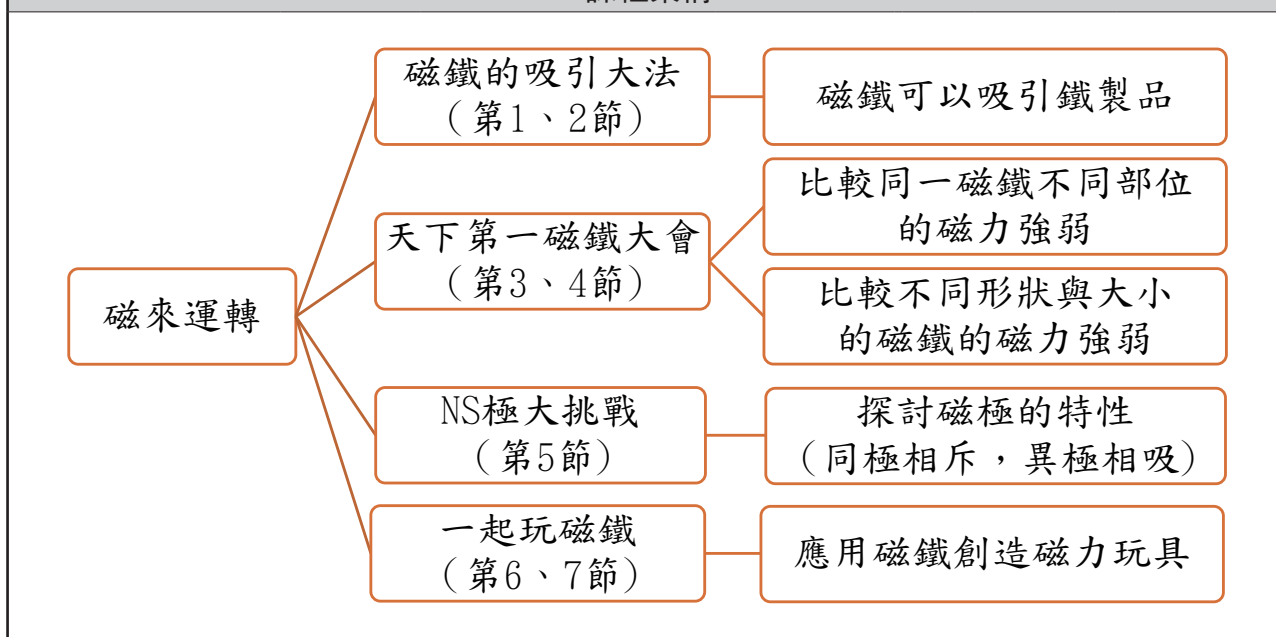 磁來運轉
磁鐵的吸引大法
（第1、2節）
磁鐵可以吸引鐵製品
天下第一磁鐵大會
（第3、4節）
比較同一磁鐵不同部位
的磁力強弱
比較不同形狀與大小
的磁鐵的磁力強弱
NS極大挑戰
（第5節）
探討磁極的特性
（同極相斥，異極相吸）
一起玩磁鐵
（第6、7節）
應用磁鐵創造磁力玩具